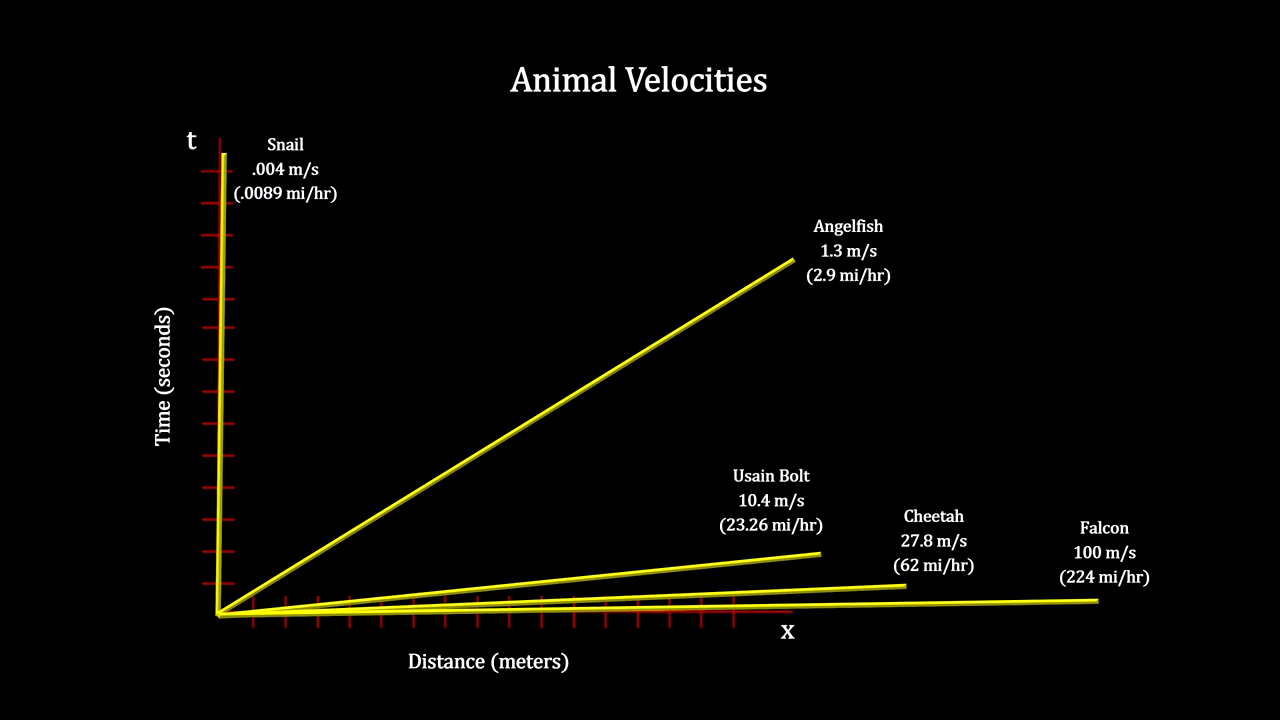 Animal Velocities
t
Snail
.004 m/s
(.0089 mi/hr)
Angelfish
1.3 m/s
(2.9 mi/hr)
Time (seconds)
Usain Bolt
10.4 m/s
(23.26 mi/hr)
Cheetah
27.8 m/s
(62 mi/hr)
Falcon
100 m/s
(224 mi/hr)
x
Distance (meters)